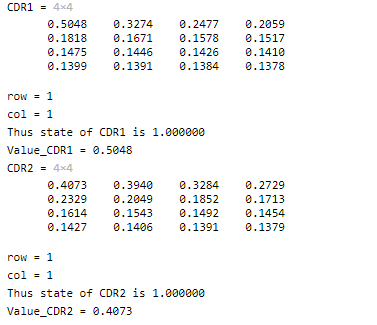 CDR1 = 4×4
0.5048 0.3274 0.2477 0.2059
0.1818 0.1671 0.1578 0.1517
0.1475 0.1446 0.1426 0.1410
0.1399 0.1391 0.1384 0.1378
row = 1
col = 1
Thus state of CDR1 is 1.000000
Value_CDR1 = 0.5048
CDR2 = 4×4
0.4073 0.3940 0.3284 0.2729
0.2329 0.2049 0.1852 0.1713
0.1614 0.1543 0.1492 0.1454
0.1427 0.1406 0.1391 0.1379
row = 1
col = 1
Thus state of CDR2 is 1.000000
Value_CDR2 = 0.4073